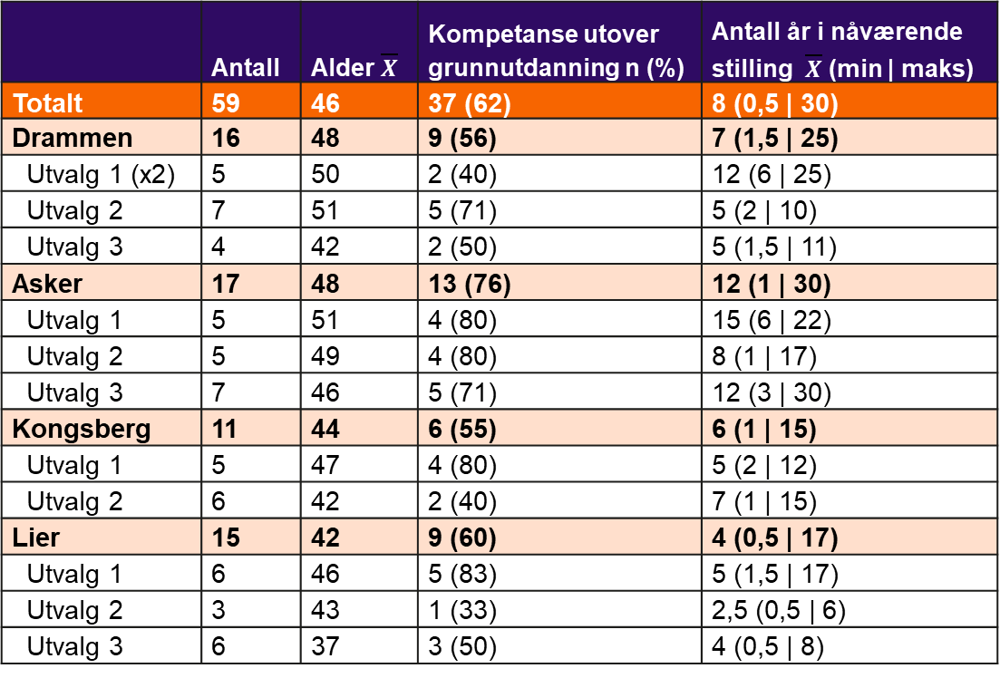 Antall Alder X̅ Kompetanse utover grunnutdanning n (%) Antall år i nåværende stilling X̅ (min | maks)
Totalt 59 46 37 (62) 8 (0,5 | 30)
Drammen 16 48 9 (56) 7 (1,5 | 25)
Utvalg 1 (x2) 5 50 2 (40) 12 (6 | 25)
Utvalg 2 7 51 5 (71) 5 (2 | 10)
Utvalg 3 4 42 2 (50) 5 (1,5 | 11)
Asker 17 48 13 (76) 12 (1 | 30)
Utvalg 1 5 51 4 (80) 15 (6 | 22)
Utvalg 2 5 49 4 (80) 8 (1 | 17)
Utvalg 3 7 46 5 (71) 12 (3 | 30)
Kongsberg 11 44 6 (55) 6 (1 | 15)
Utvalg 1 5 47 4 (80) 5 (2 | 12)
Utvalg 2 6 42 2 (40) 7 (1 | 15)
Lier 15 42 9 (60) 4 (0,5 | 17)
Utvalg 1 6 46 5 (83) 5 (1,5 | 17)
Utvalg 2 3 43 1 (33) 2,5 (0,5 | 6)
Utvalg 3 6 37 3 (50) 4 (0,5 | 8)